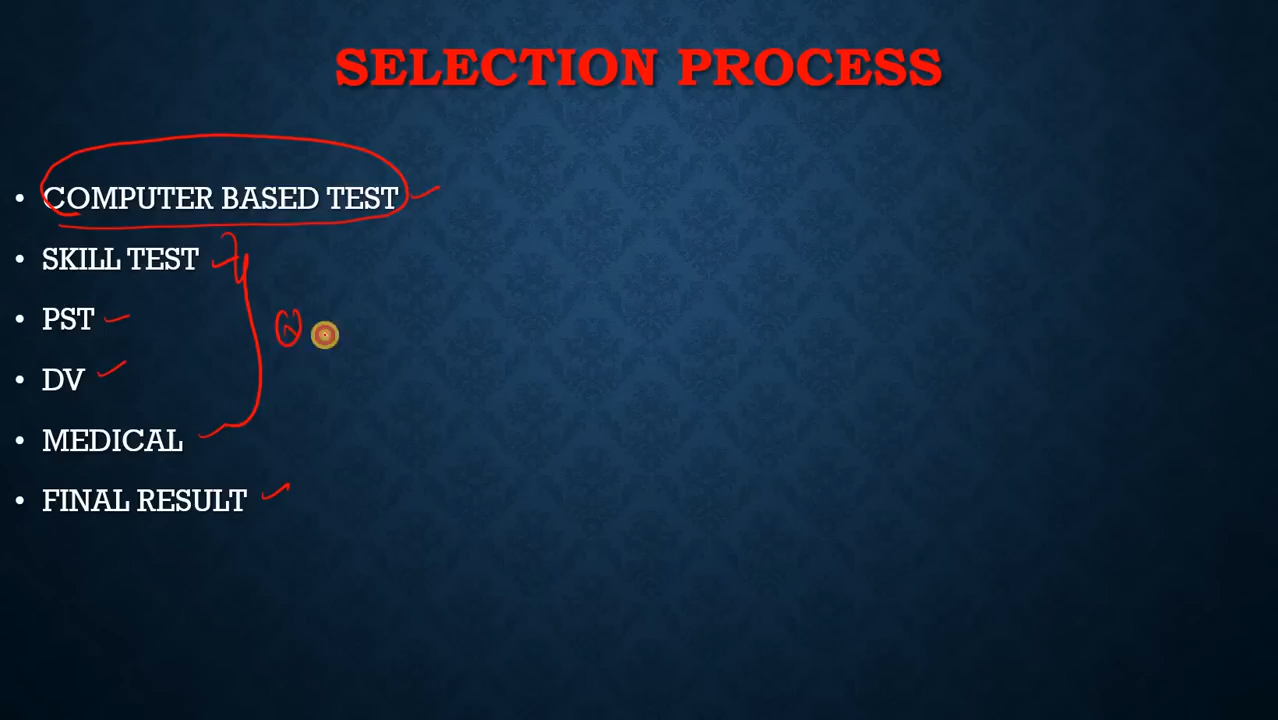 SELECTION PROCESS
• COMPUTER BASED TEST
• SKILL TEST
• PST
• DV
• MEDICAL
• FINAL RESULT
Q